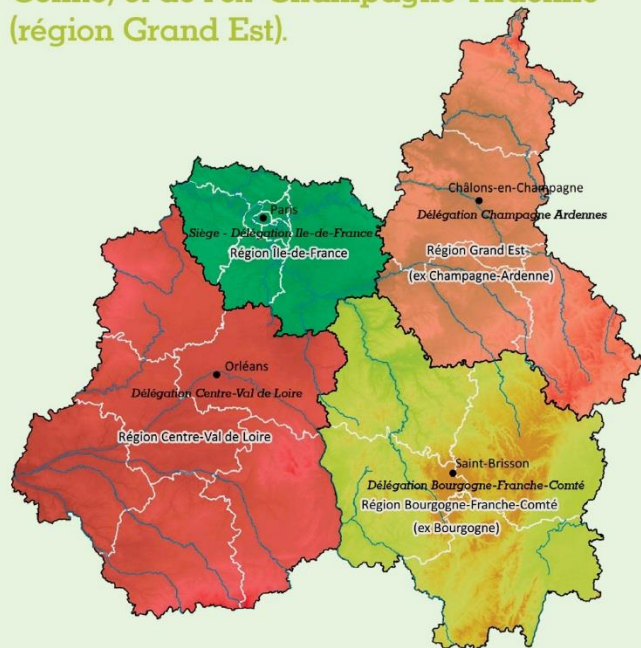 et de l'ex-Champagne-Ardenne
(région Grand Est).
Châlons-en-Champagne
Délégation Champagne Ardennes
Paris
Siège - Délégation Ile-de-France
Région Île-de-France
Région Grand Est
(ex Champagne-Ardenne)
Orléans
Délégation Centre-Val de Loire
Région Centre-Val de Loire
Saint-Brisson
Délégation Bourgogne-Franche-Comté
Région Bourgogne-Franche-Comté
(ex Bourgogne)